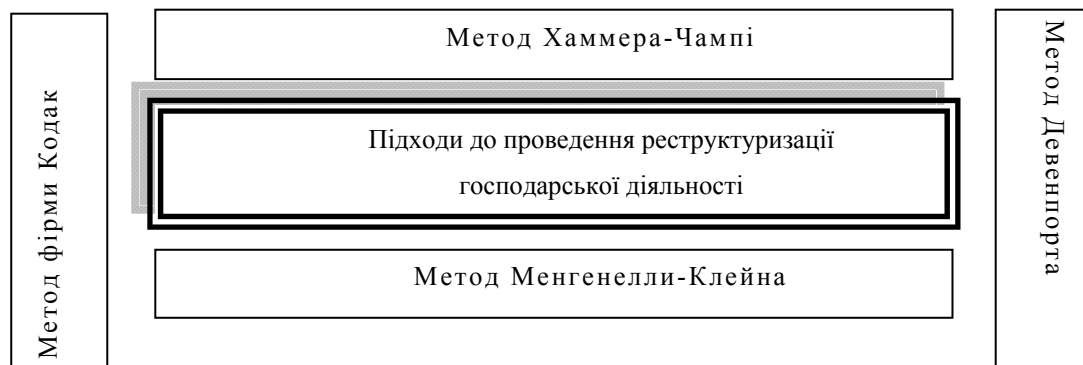 Метод Хаммера-Чампі
Метод фірми Кодак
Підходи до проведення реструктуризації
господарської діяльності
Метод Девенпорта
Метод Менгенелли-Клейна